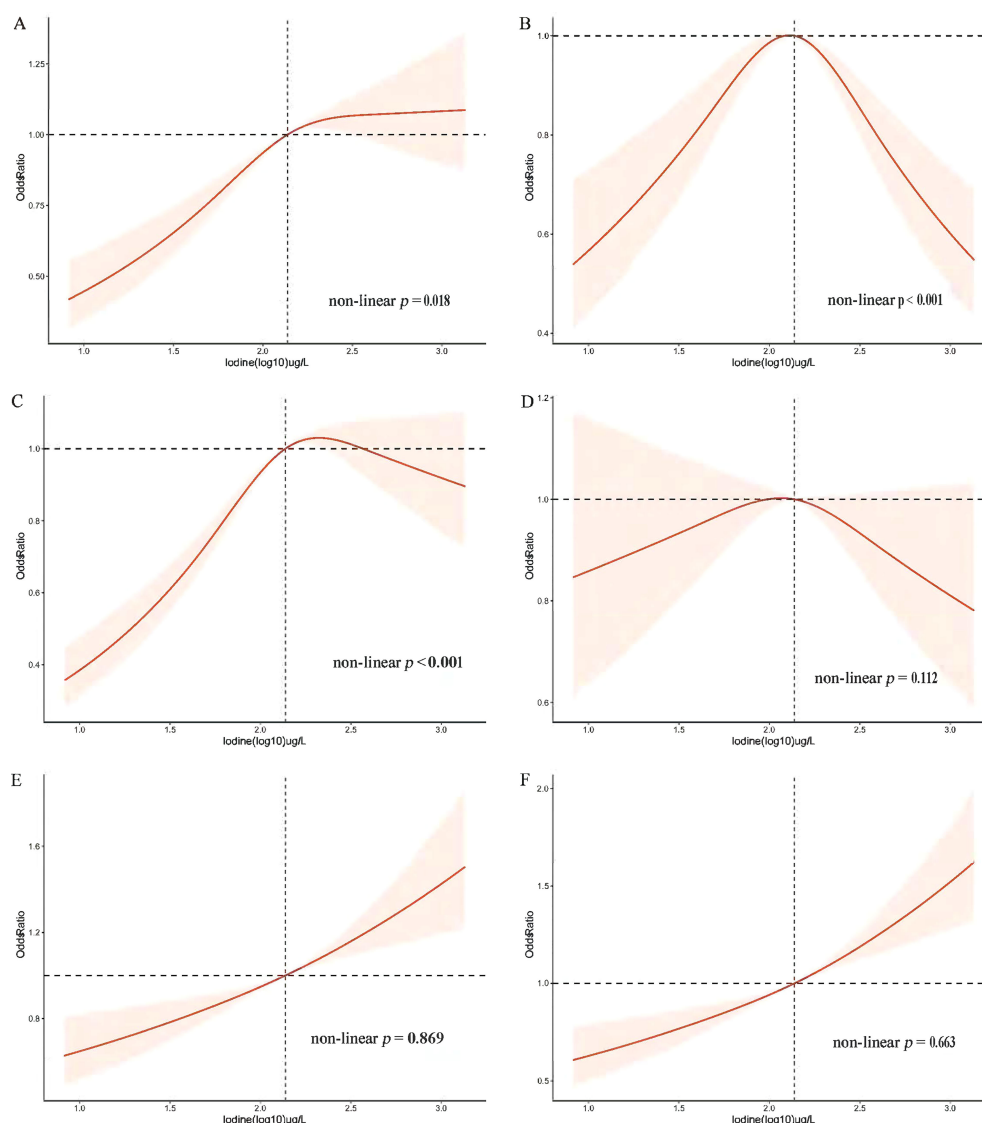 A
B
1.25
1.00
0.75
0.50
OddsRatio
non-linear p = 0.018
1.0
1.5
2.0
2.5
3.0
Iodine(log10)ug/L
1.0
0.8
0.6
0.4
OddsRatio
non-linear p < 0.001
1.0
1.5
2.0
2.5
3.0
Iodine(log10)ug/L
C
D
1.0
0.8
0.6
0.4
OddsRatio
non-linear p < 0.001
1.0
1.5
2.0
2.5
3.0
Iodine(log10)ug/L
1.2
1.0
0.8
0.6
OddsRatio
non-linear p = 0.112
1.0
1.5
2.0
2.5
3.0
Iodine(log10)ug/L
E
F
1.6
1.2
0.8
OddsRatio
non-linear p = 0.869
1.0
1.5
2.0
2.5
3.0
Iodine(log10)ug/L
2.0
1.5
1.0
0.5
OddsRatio
non-linear p = 0.663
1.0
1.5
2.0
2.5
3.0
Iodine(log10)ug/L